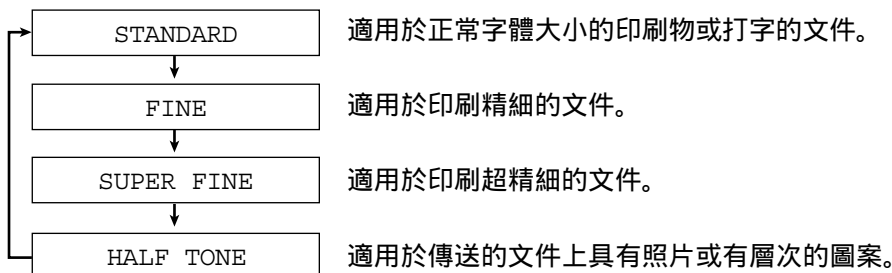 STANDARD 適用於正常字體大小的印刷物或打字的文件。
FINE 適用於印刷精細的文件。
SUPER FINE 適用於印刷超精細的文件。
HALF TONE 適用於傳送的文件上具有照片或有層次的圖案。